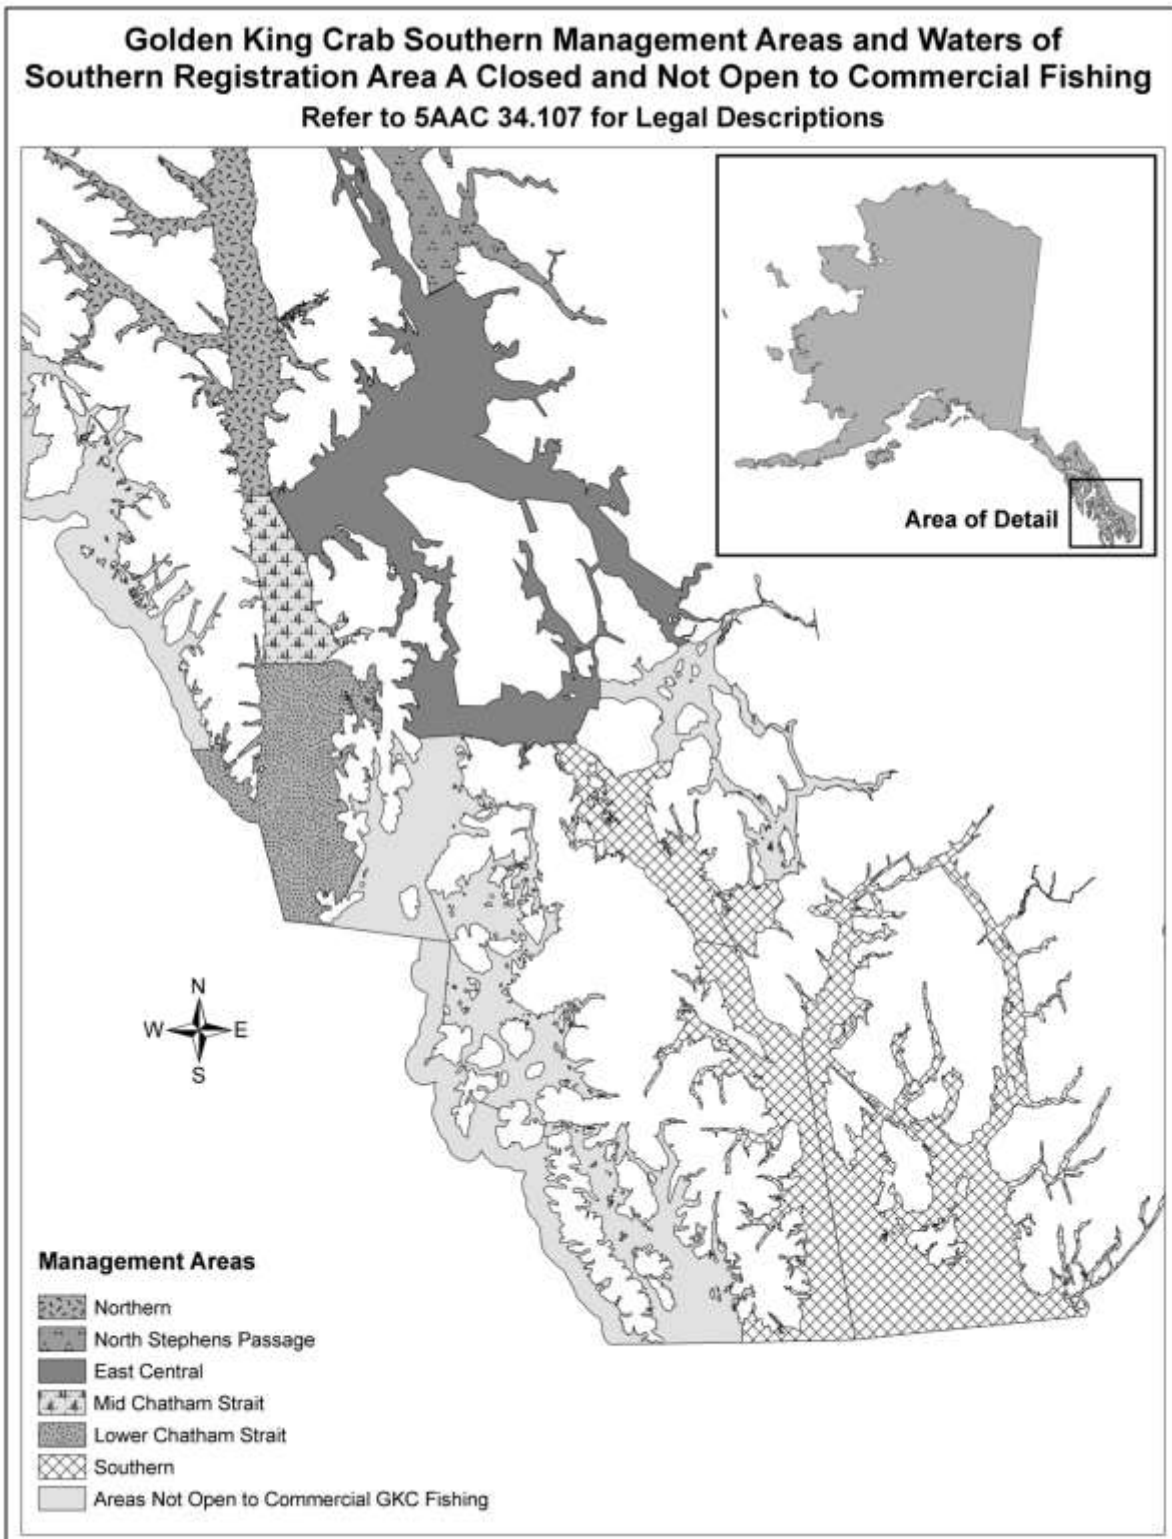 Golden King Crab Southern Management Areas and Waters of
Southern Registration Area A Closed and Not Open to Commercial Fishing
Refer to 5AAC 34.107 for Legal Descriptions
Area of Detail
N
W
E
S
Management Areas
Northern
North Stephens Passage
East Central
Mid Chatham Strait
Lower Chatham Strait
Southern
Areas Not Open to Commercial GKC Fishing